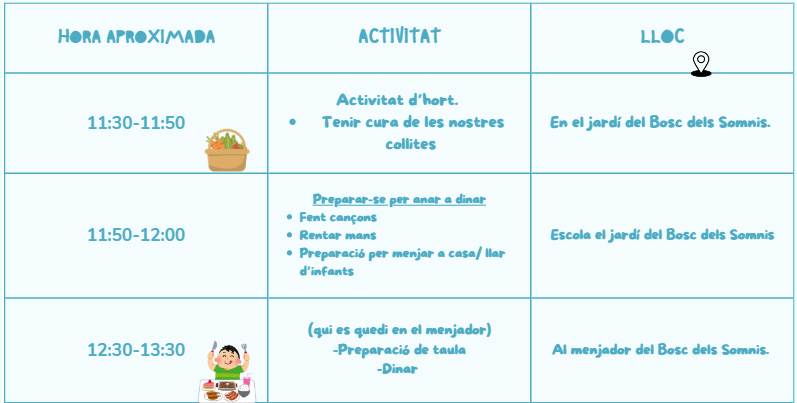 HORA APROXIMADA
ACTIVITAT
LLOC
11:30-11:50
Activitat d'hort.
• Tenir cura de les nostres
collites
En el jardí del Bosc dels Somnis.
11:50-12:00
Preparar-se per anar a dinar
• Fent cançons
• Rentar mans
• Preparació per menjar a casa/ llar
d'infants
Escola el jardí del Bosc dels Somnis
12:30-13:30
(qui es quedi en el menjador)
-Preparació de taula
-Dinar
Al menjador del Bosc dels Somnis.